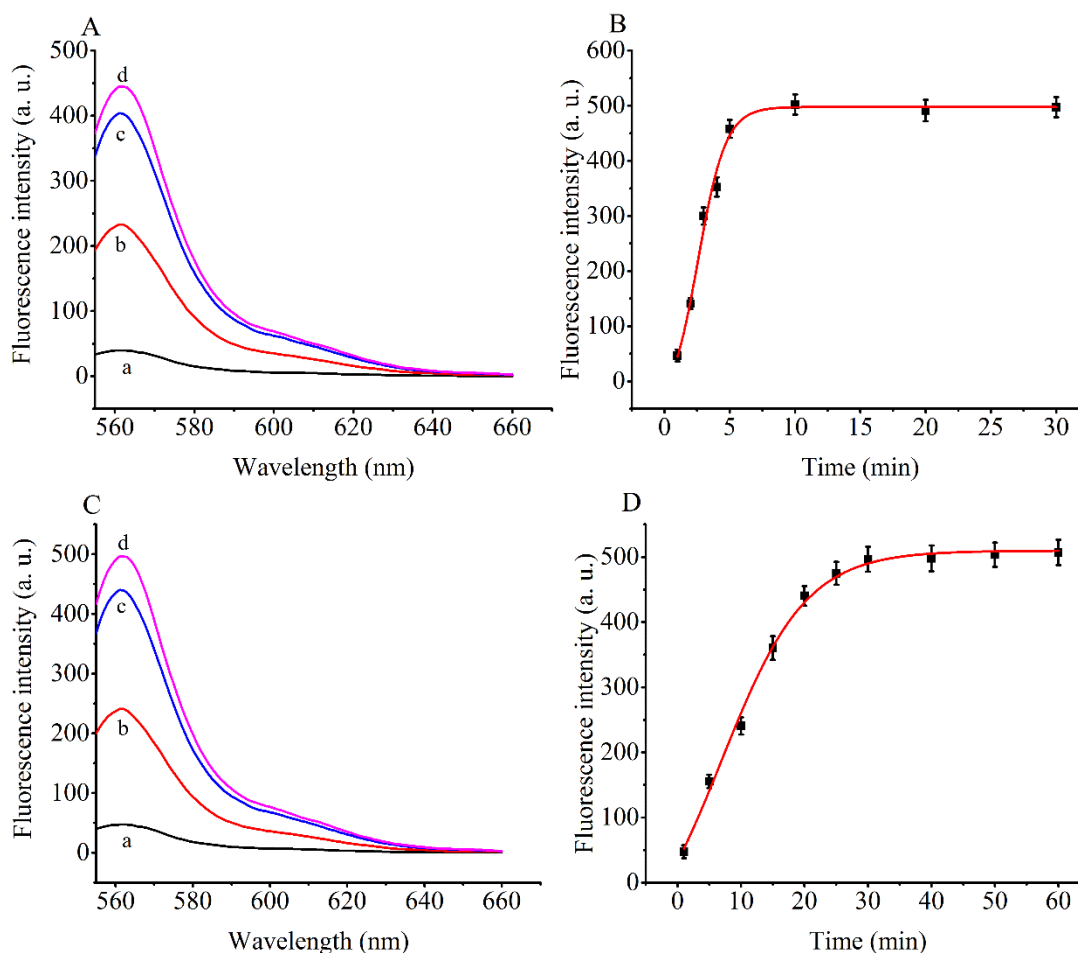 A
500
400
300
200
100
0
d
c
b
a
560 580 600 620 640 660
Wavelength (nm)
Fluorescence intensity (a. u.)
B
600
500
400
300
200
100
0
0 5 10 15 20 25 30
Time (min)
Fluorescence intensity (a. u.)
C
500
400
300
200
100
0
d
c
b
a
560 580 600 620 640 660
Wavelength (nm)
Fluorescence intensity (a. u.)
D
500
400
300
200
100
0
0 10 20 30 40 50 60
Time (min)
Fluorescence intensity (a. u.)